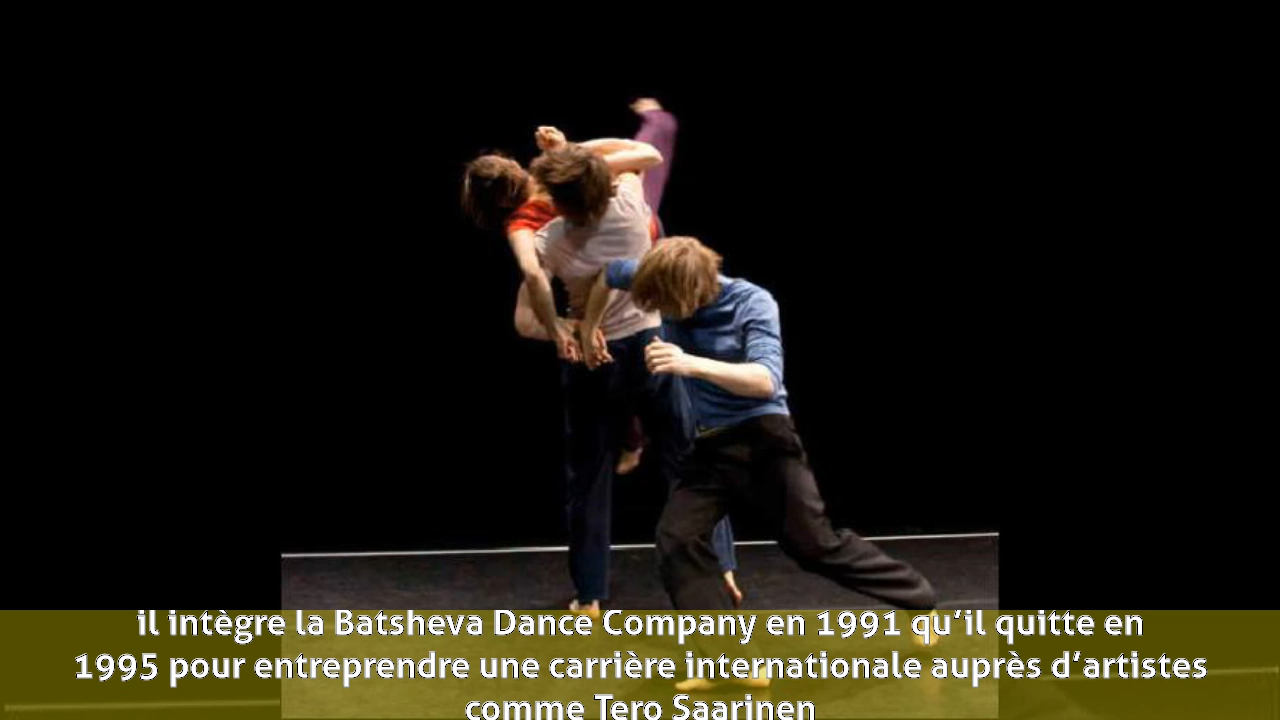 il intègre la Batsheva Dance Company en 1991 qu’il quitte en
1995 pour entreprendre une carrière internationale auprès d’artistes
comme Tero Saarinen